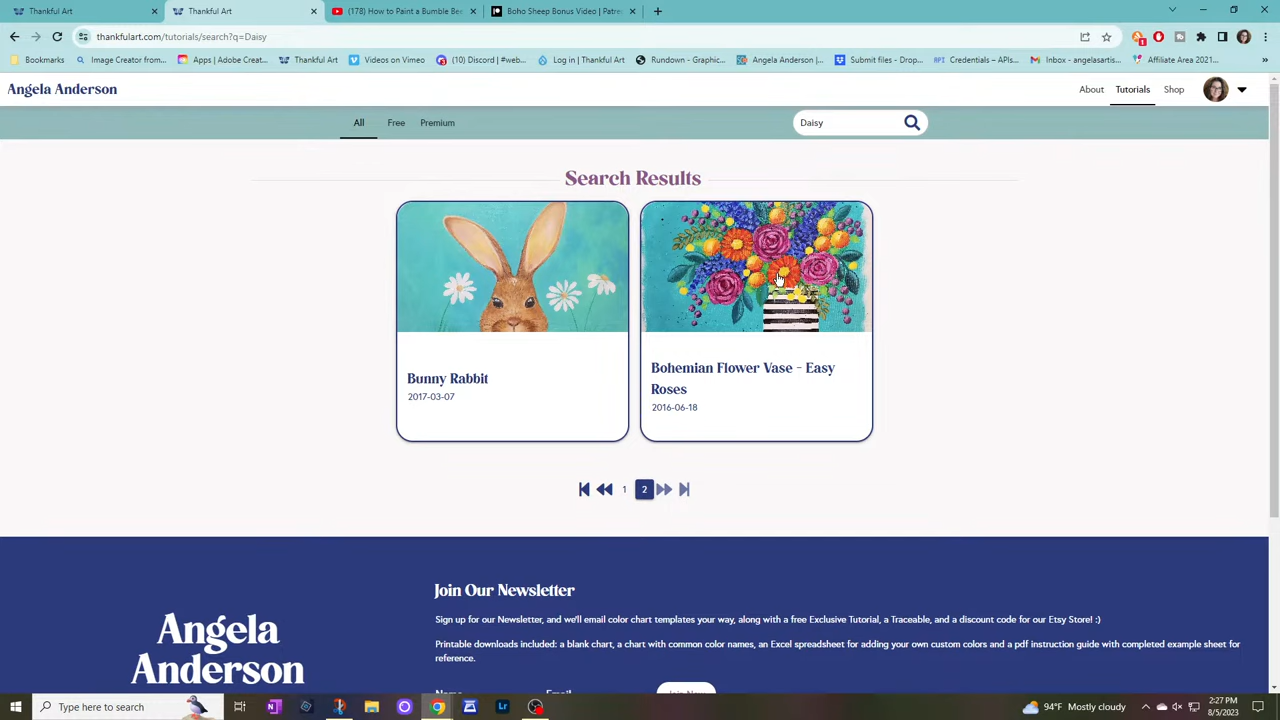 Thankful Art
Thankful Art
(178) How to Paint a Bumble Bee
Boho Sheep Bonus Video | Patre
thankfulart.com/tutorials/search?q=Daisy
Bookmarks
Image Creator from...
Apps | Adobe Creat...
Videos on Vimeo
(10) Discord | #web...
Log in | Thankful Art
Rundown - Graphic...
Angela Anderson |...
Submit files - Drop...
API Credentials – APIs...
Inbox - angelasartis...
Affiliate Area 2021...
Angela Anderson
About
Tutorials
Shop
All
Free
Premium
Daisy
Search Results
Bunny Rabbit
2017-03-07
Bohemian Flower Vase - Easy
Roses
2016-06-18
1
2
Join Our Newsletter
Sign up for our Newsletter, and we'll email color chart templates your way, along with a free Exclusive Tutorial, a Traceable, and a discount code for our Etsy Store! :)
Printable downloads included: a blank chart, a chart with common color names, an Excel spreadsheet for adding your own custom colors and a pdf instruction guide with completed example sheet for
reference.
Angela
Anderson
Name
Email
Join Now
Type here to search
94°F Mostly cloudy
2:27 PM
8/5/2023